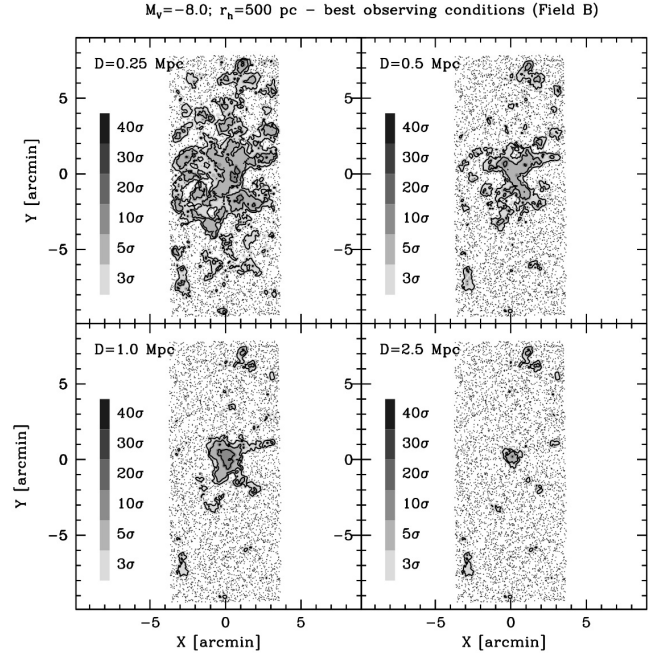 M_V=−8.0; r_h=500 pc − best observing conditions (Field B)
D=0.25 Mpc
D=0.5 Mpc
5
0
−5
Y [arcmin]
40σ
30σ
20σ
10σ
5σ
3σ
40σ
30σ
20σ
10σ
5σ
3σ
5
0
−5
D=1.0 Mpc
D=2.5 Mpc
5
0
−5
Y [arcmin]
40σ
30σ
20σ
10σ
5σ
3σ
40σ
30σ
20σ
10σ
5σ
3σ
5
0
−5
−5 0 5
−5 0 5
X [arcmin]
X [arcmin]